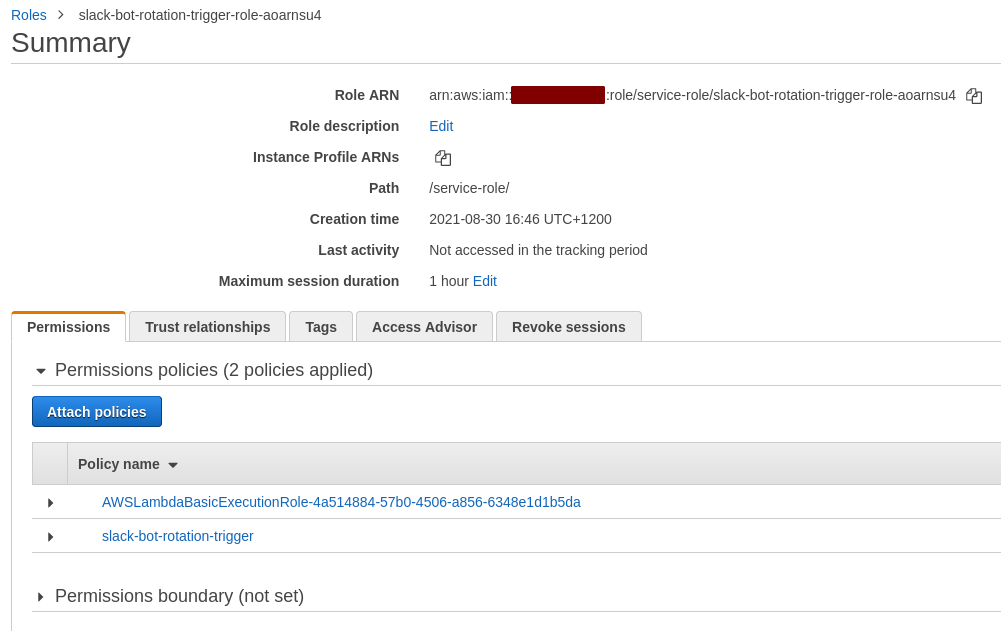 Roles > slack-bot-rotation-trigger-role-aoarnsu4
Summary
Role ARN arn:aws:iam:: :role/service-role/slack-bot-rotation-trigger-role-aoarnsu4
Role description Edit
Instance Profile ARNs
Path /service-role/
Creation time 2021-08-30 16:46 UTC+1200
Last activity Not accessed in the tracking period
Maximum session duration 1 hour Edit
Permissions Trust relationships Tags Access Advisor Revoke sessions
Permissions policies (2 policies applied)
Attach policies
Policy name
AWSLambdaBasicExecutionRole-4a514884-57b0-4506-a856-6348e1d1b5da
slack-bot-rotation-trigger
Permissions boundary (not set)